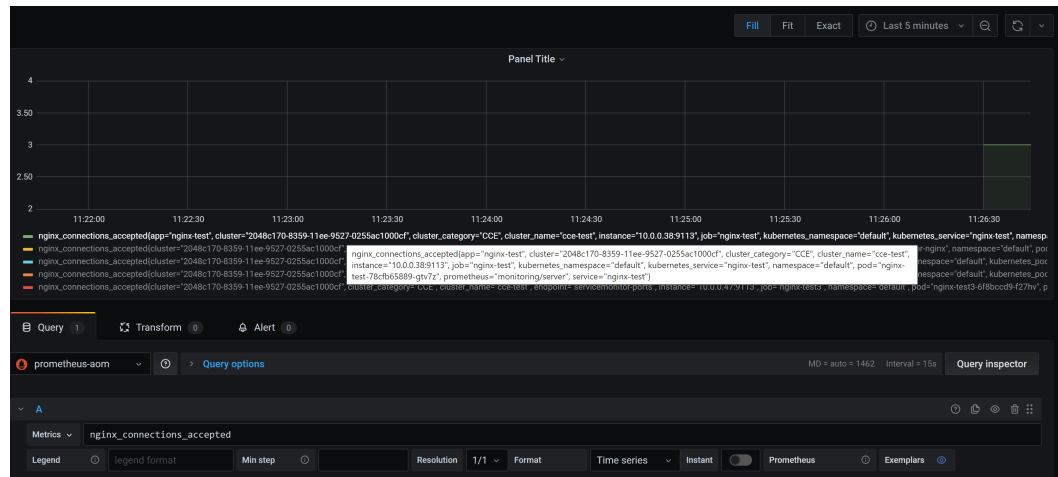 Fill Fit Exact Last 5 minutes
Panel Title
4
3.50
3
2.50
2
11:22:00 11:22:30 11:23:00 11:23:30 11:24:00 11:24:30 11:25:00 11:25:30 11:26:00 11:26:30
nginx_connections_accepted{app="nginx-test", cluster="2048c170-8359-11ee-9527-0255ac1000cf", cluster_category="CCE", cluster_name="cce-test", instance="10.0.0.38:9113", job="nginx-test", kubernetes_namespace="default", kubernetes_service="nginx-test", namesp
nginx_connections_accepted{cluster="2048c170-8359-11ee-9527-0255ac1000cf", r-nginx", namespace="default", poc
nginx_connections_accepted{cluster="2048c170-8359-11ee-9527-0255ac1000cf", nespace="default", kubernetes_poc
nginx_connections_accepted{cluster="2048c170-8359-11ee-9527-0255ac1000cf", nespace="default", kubernetes_poc
nginx_connections_accepted{cluster="2048c170-8359-11ee-9527-0255ac1000cf", cluster_category="CCE", cluster_name="cce-test", endpoint="servicemonitor-ports", instance="10.0.0.47:9113", job="nginx-test3", namespace="default", pod="nginx-test3-6f8bccd9-f27hv", p
nginx_connections_accepted{app="nginx-test", cluster="2048c170-8359-11ee-9527-0255ac1000cf", cluster_category="CCE", cluster_name="cce-test",
instance="10.0.0.38:9113", job="nginx-test", kubernetes_namespace="default", kubernetes_service="nginx-test", namespace="default", pod="nginx-
test-78cfb65889-gtv7z", prometheus="monitoring/server", service="nginx-test"}
Query 1 Transform 0 Alert 0
prometheus-aom Query options MD = auto = 1462 Interval = 15s Query inspector
A
Metrics nginx_connections_accepted
Legend legend format Min step Resolution 1/1 Format Time series Instant Prometheus Exemplars